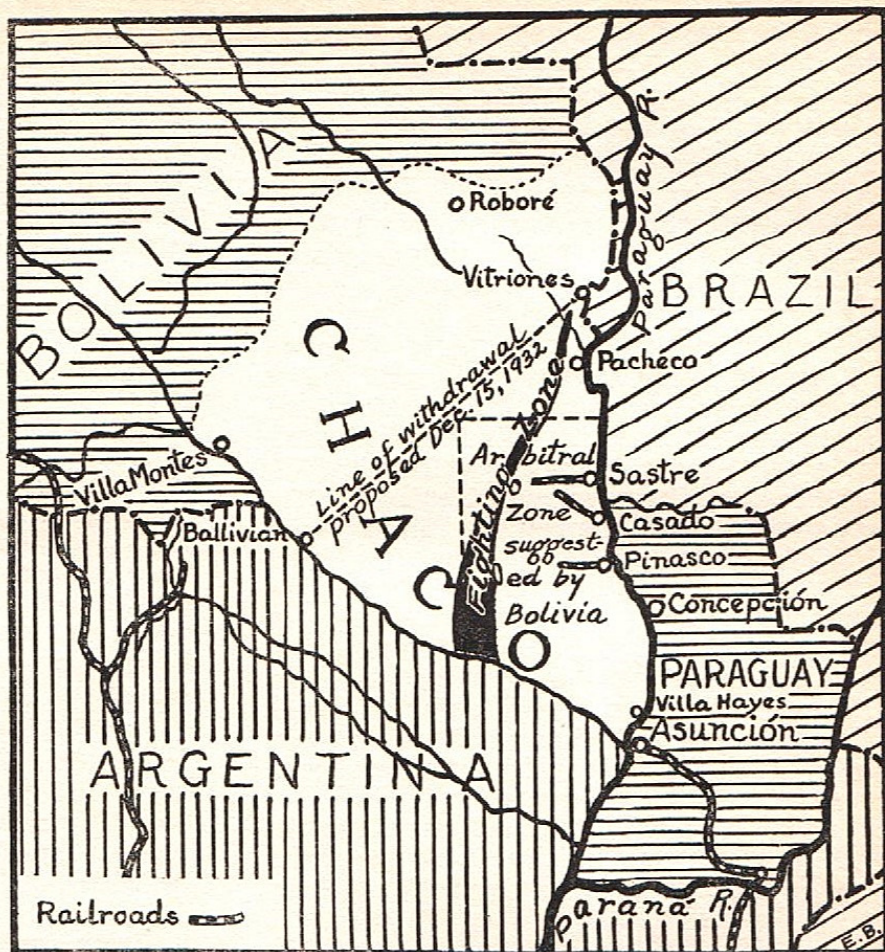 BOLIVIA
Roboré
Paraguay R.
Vitriones
BRAZIL
CHACO
Line of withdrawal
proposed Dec. 15, 1932
Pacheco
Fighting Zone
Arbitral
Zone
suggest-
ed by
Bolivia
Sastre
Villa Montes
Casado
Ballivian
Pinasco
Concepción
PARAGUAY
Villa Hayes
Asunción
ARGENTINA
Railroads
Paraná R.
E.B.